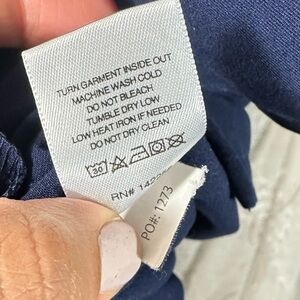 TURN GARMENT INSIDE OUT
MACHINE WASH COLD
DO NOT BLEACH
TUMBLE DRY LOW
LOW HEAT IRON IF NEEDED
DO NOT DRY CLEAN
30
RN#
PO#: 1273